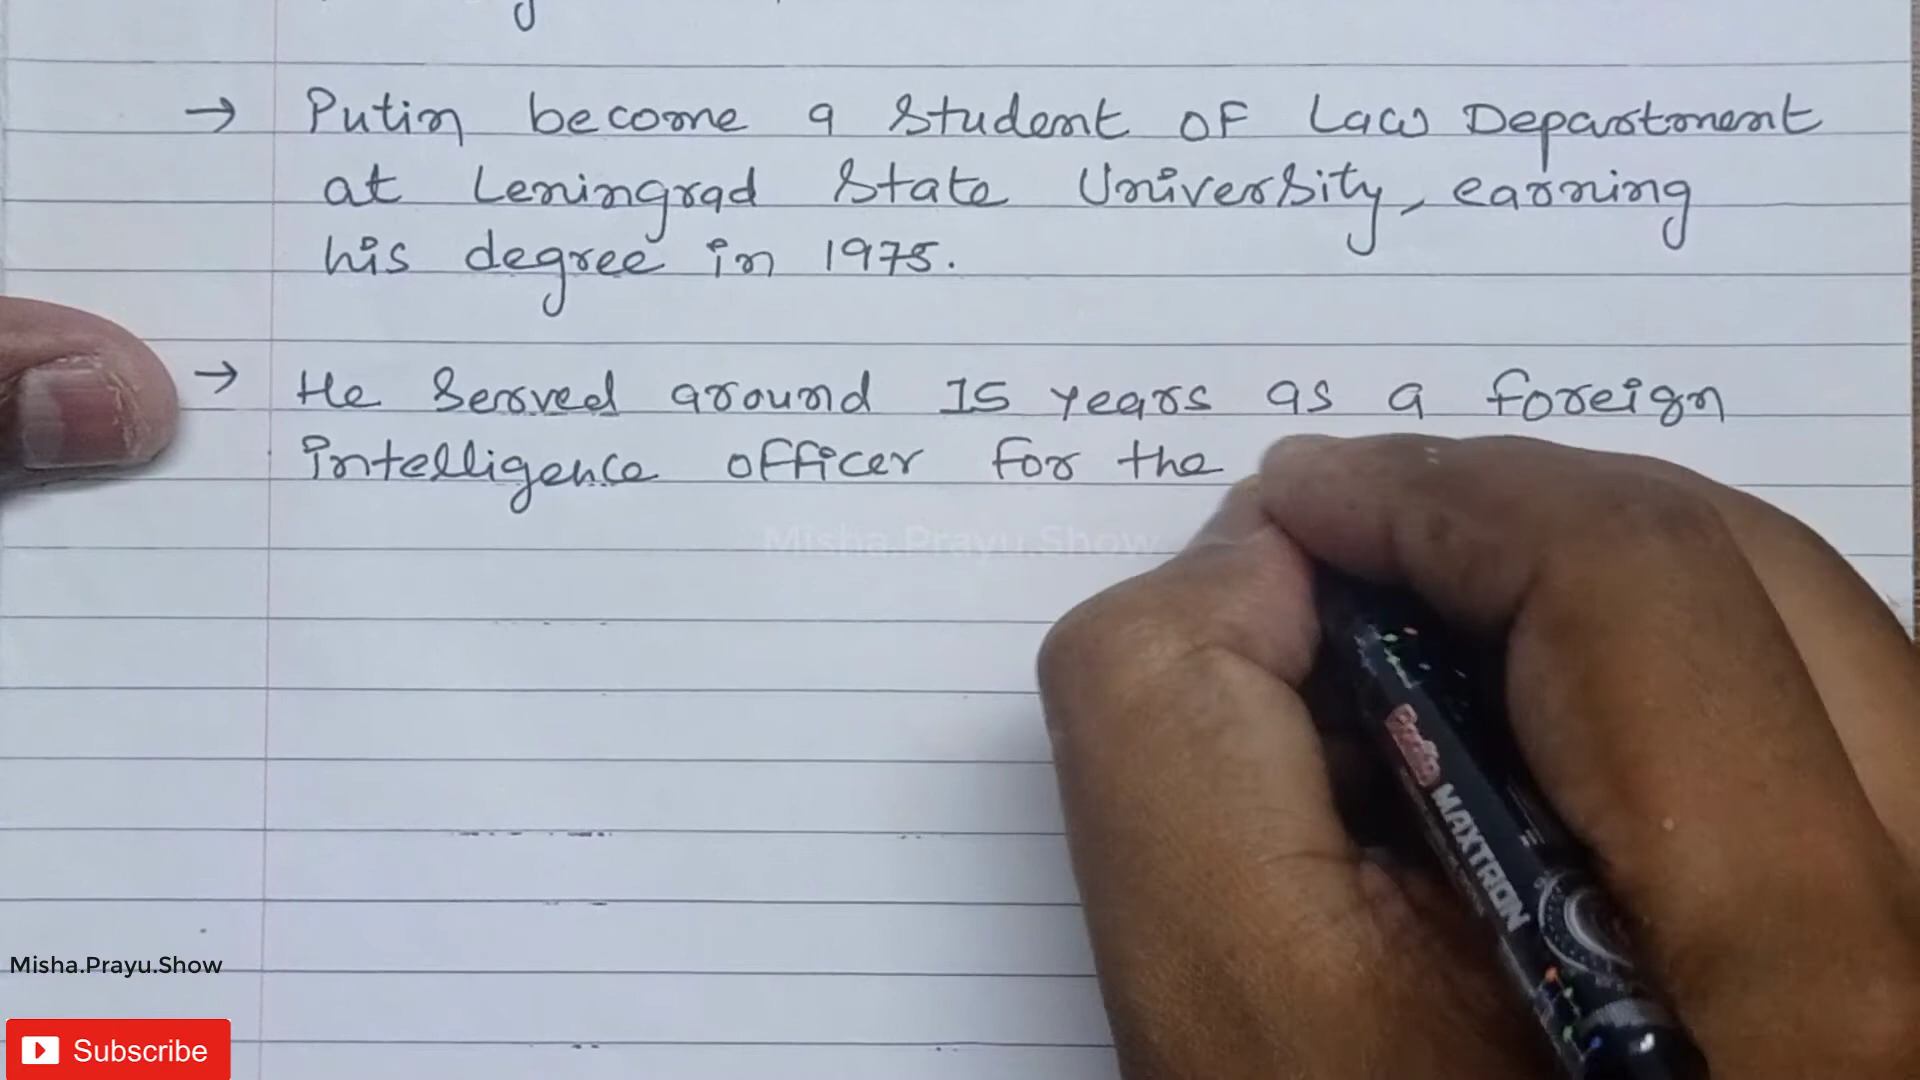 → Putin become a student of Law Department
at Leningrad State University, earning
his degree in 1975.
→ He Served around 15 years as a foreign
intelligence officer for the
Misha.Prayu.Show
MAXTRON
Misha.Prayu.Show
Subscribe